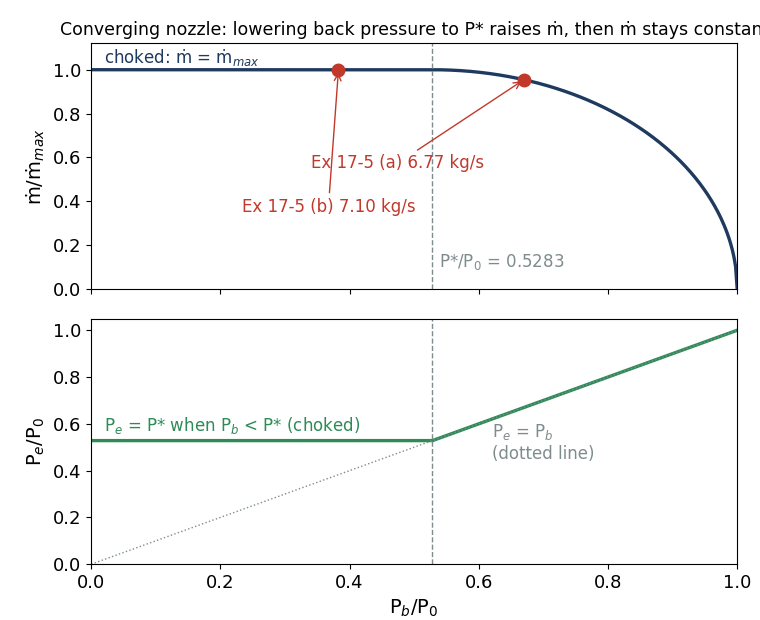 Converging nozzle: lowering back pressure to P* raises ṁ, then ṁ stays constan
choked: ṁ = ṁmax
Ex 17-5 (a) 6.77 kg/s
Ex 17-5 (b) 7.10 kg/s
P*/P0 = 0.5283
ṁ/ṁmax
1.0
0.8
0.6
0.4
0.2
0.0
Pe = P* when Pb < P* (choked)
Pe = Pb
(dotted line)
Pe/P0
1.0
0.8
0.6
0.4
0.2
0.0
0.0 0.2 0.4 0.6 0.8 1.0
Pb/P0